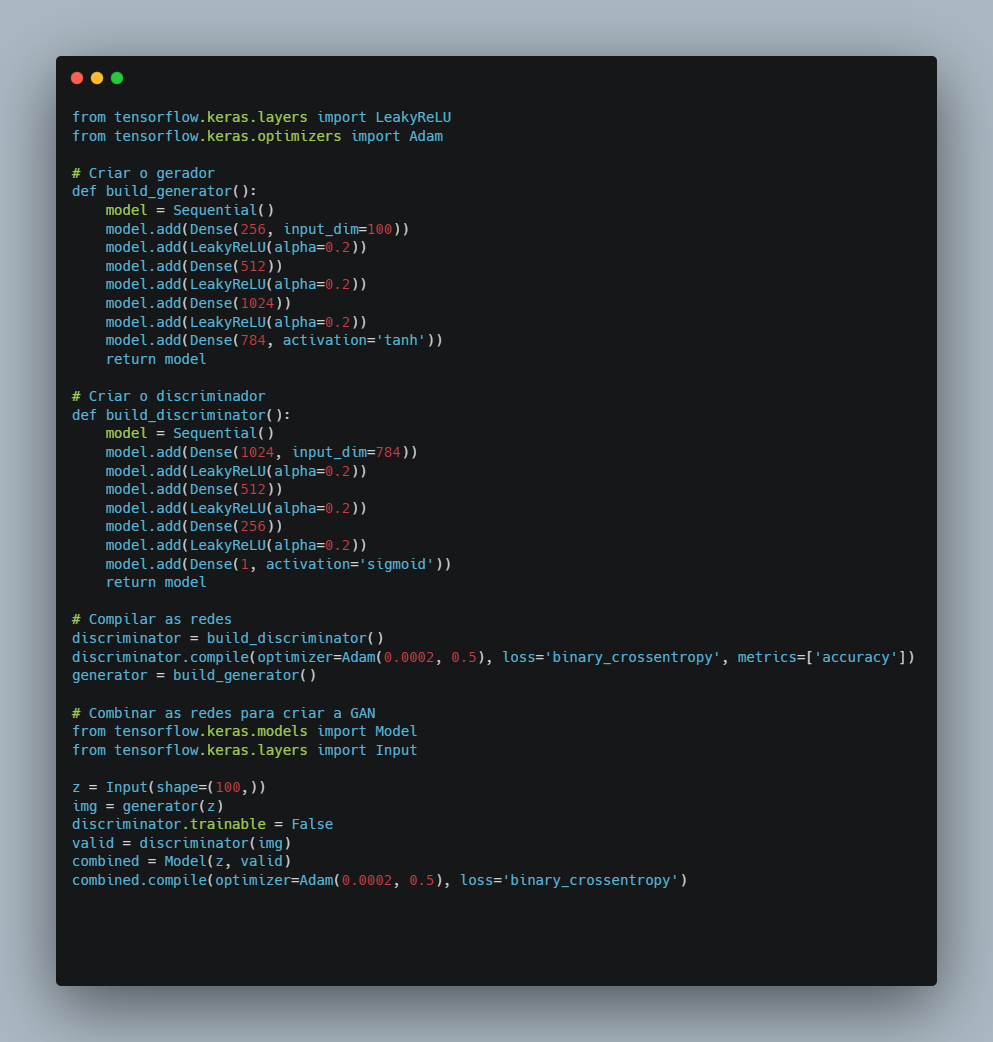 from tensorflow.keras.layers import LeakyReLU
from tensorflow.keras.optimizers import Adam

# Criar o gerador
def build_generator():
    model = Sequential()
    model.add(Dense(256, input_dim=100))
    model.add(LeakyReLU(alpha=0.2))
    model.add(Dense(512))
    model.add(LeakyReLU(alpha=0.2))
    model.add(Dense(1024))
    model.add(LeakyReLU(alpha=0.2))
    model.add(Dense(784, activation='tanh'))
    return model

# Criar o discriminador
def build_discriminator():
    model = Sequential()
    model.add(Dense(1024, input_dim=784))
    model.add(LeakyReLU(alpha=0.2))
    model.add(Dense(512))
    model.add(LeakyReLU(alpha=0.2))
    model.add(Dense(256))
    model.add(LeakyReLU(alpha=0.2))
    model.add(Dense(1, activation='sigmoid'))
    return model

# Compilar as redes
discriminator = build_discriminator()
discriminator.compile(optimizer=Adam(0.0002, 0.5), loss='binary_crossentropy', metrics=['accuracy'])
generator = build_generator()

# Combinar as redes para criar a GAN
from tensorflow.keras.models import Model
from tensorflow.keras.layers import Input

z = Input(shape=(100,))
img = generator(z)
discriminator.trainable = False
valid = discriminator(img)
combined = Model(z, valid)
combined.compile(optimizer=Adam(0.0002, 0.5), loss='binary_crossentropy')